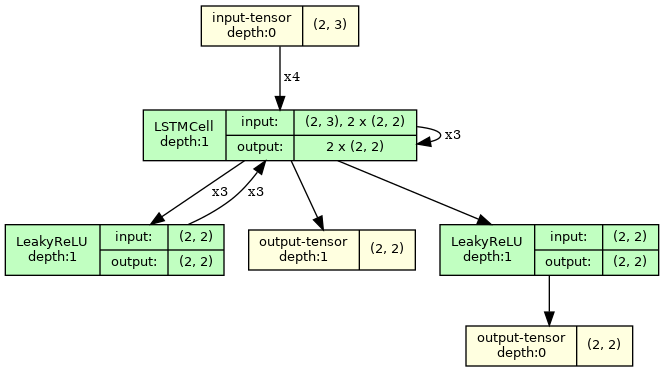 input-tensor
depth:0
(2, 3)
x4
LSTMCell
depth:1
input:
(2, 3), 2 x (2, 2)
output:
2 x (2, 2)
x3
x3
x3
LeakyReLU
depth:1
input:
(2, 2)
output:
(2, 2)
output-tensor
depth:1
(2, 2)
LeakyReLU
depth:1
input:
(2, 2)
output:
(2, 2)
output-tensor
depth:0
(2, 2)